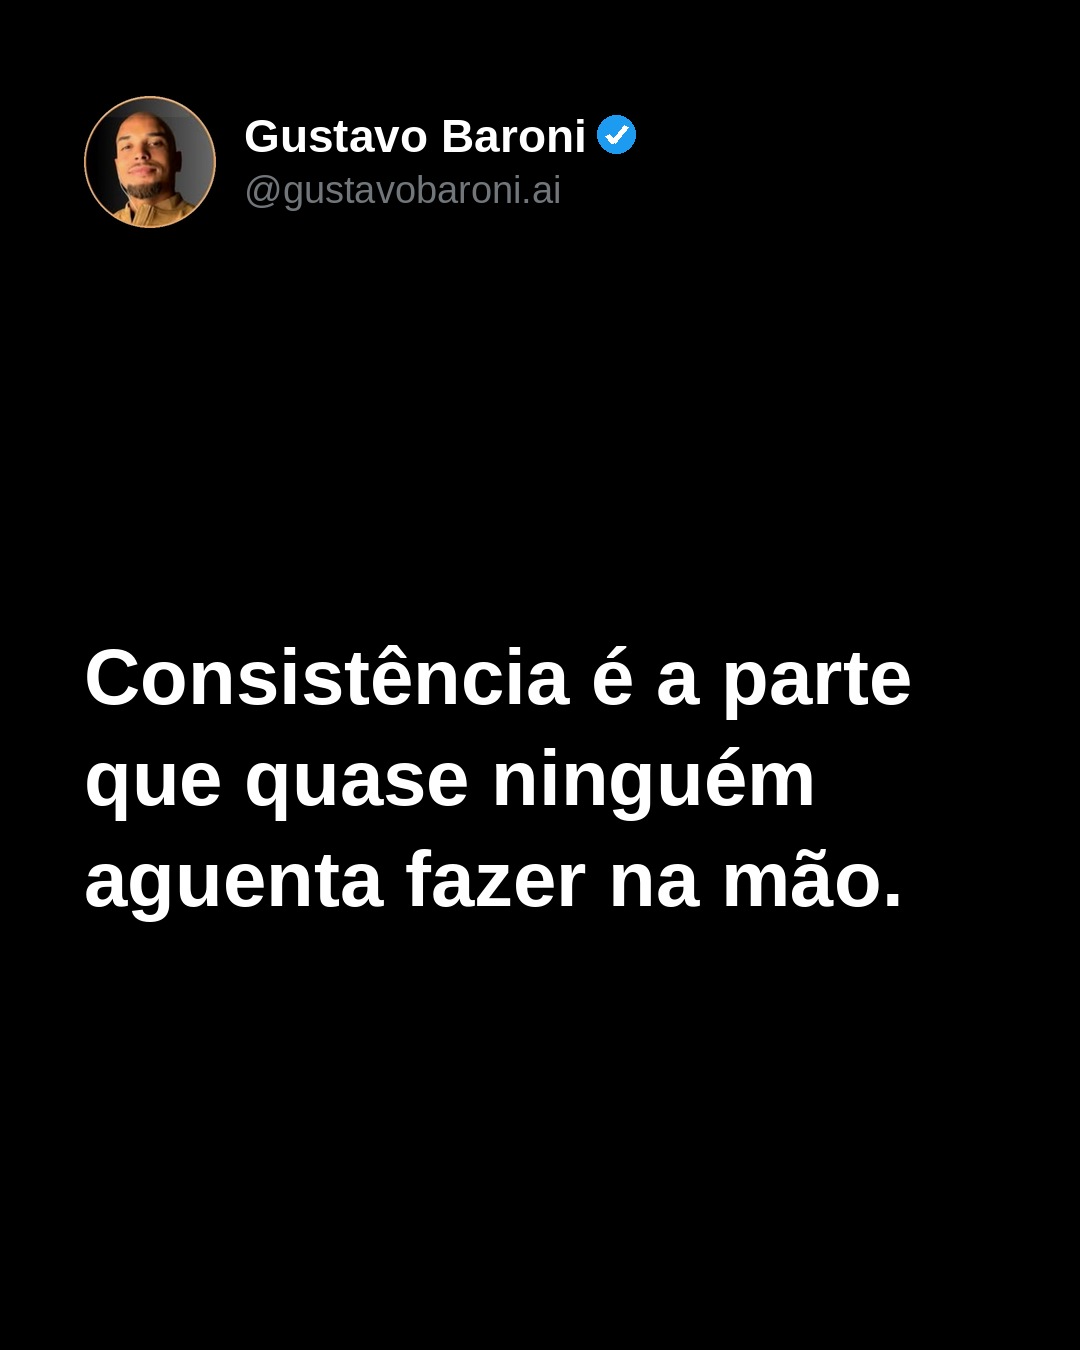 Gustavo Baroni
@gustavobaroni.ai
Consistência é a parte
que quase ninguém
aguenta fazer na mão.